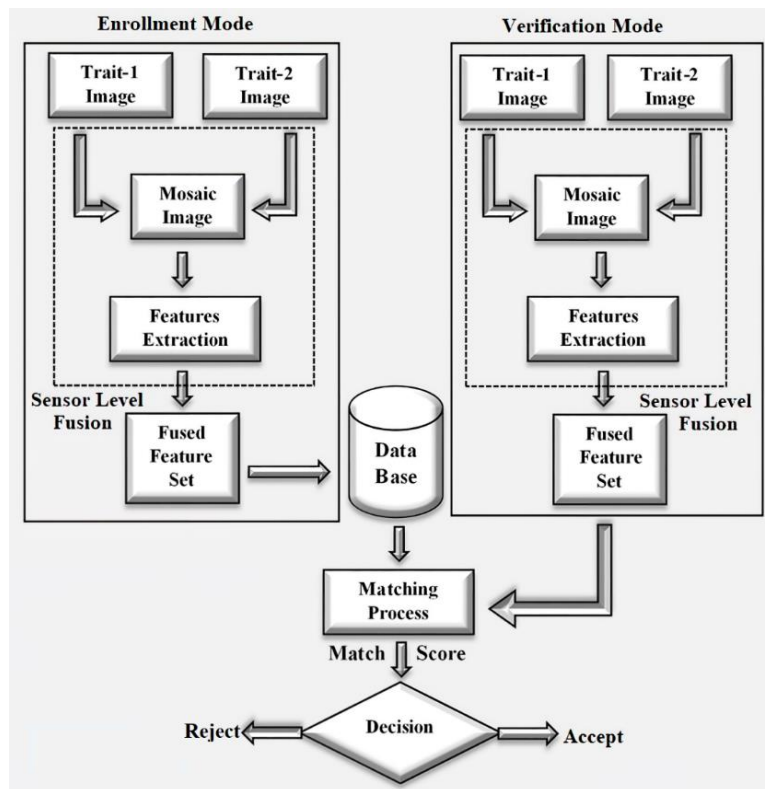 Enrollment Mode
Trait-1
Image
Trait-2
Image
Mosaic
Image
Features
Extraction
Sensor Level
Fusion
Fused
Feature
Set
Verification Mode
Trait-1
Image
Trait-2
Image
Mosaic
Image
Features
Extraction
Sensor Level
Fusion
Fused
Feature
Set
Data
Base
Matching
Process
Match Score
Decision
Reject
Accept